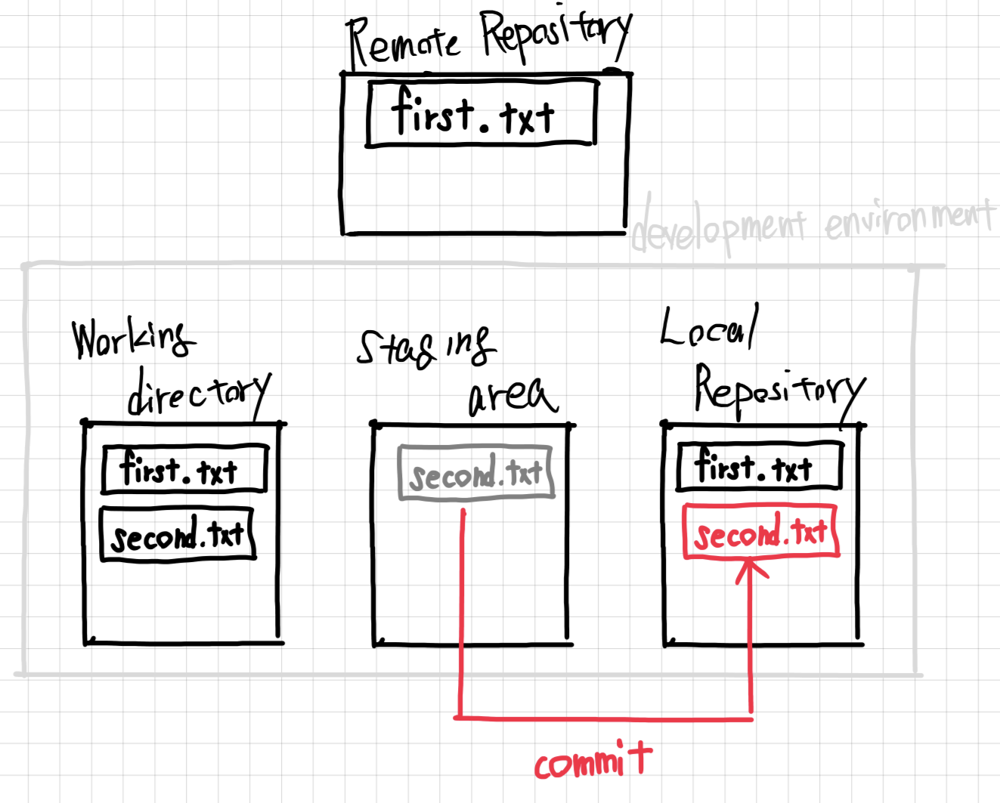 Remote Repository
first.txt
development environment
Working
directory
first.txt
second.txt
Staging
area
second.txt
Local
Repository
first.txt
second.txt
commit